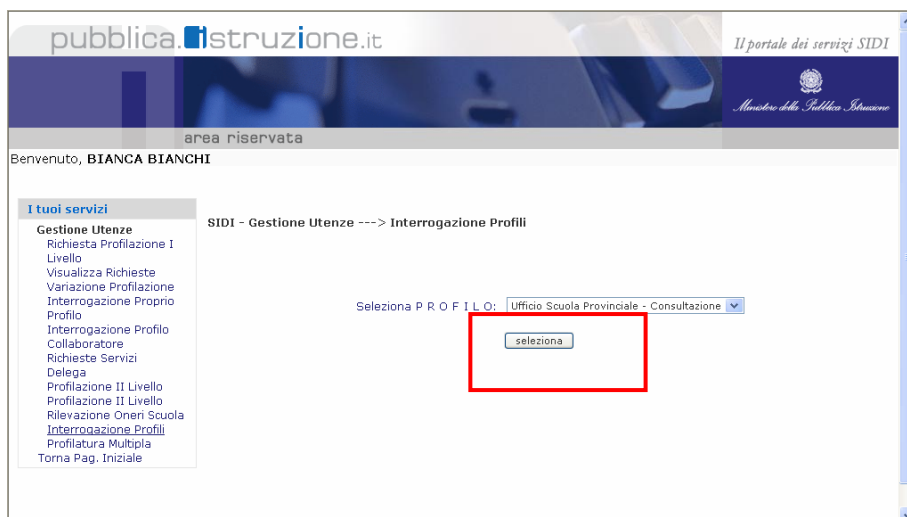 pubblica.istruzione.it
Il portale dei servizi SIDI
Ministero della Pubblica Istruzione
area riservata
Benvenuto, BIANCA BIANCHI
I tuoi servizi
Gestione Utenze
Richiesta Profilazione I
Livello
Visualizza Richieste
Variazione Profilazione
Interrogazione Proprio
Profilo
Interrogazione Profilo
Collaboratore
Richieste Servizi
Delega
Profilazione II Livello
Profilazione II Livello
Rilevazione Oneri Scuola
Interrogazione Profili
Profilatura Multipla
Torna Pag. Iniziale
SIDI - Gestione Utenze ---> Interrogazione Profili
Seleziona P R O F I L O: Ufficio Scuola Provinciale - Consultazione
seleziona